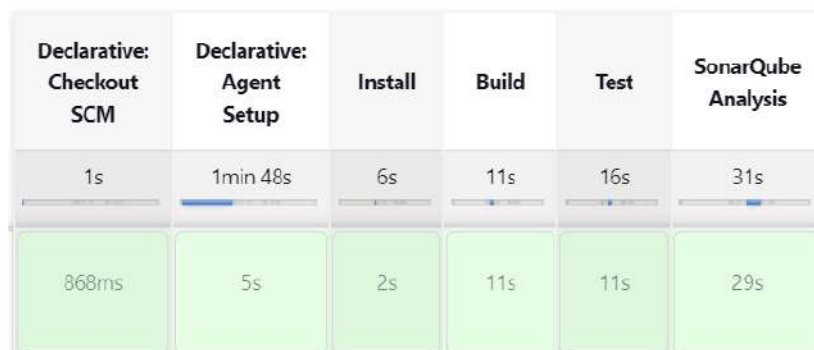 Declarative: Checkout SCM
Declarative: Agent Setup
Install
Build
Test
SonarQube Analysis
1s
1min 48s
6s
11s
16s
31s
868ms
5s
2s
11s
11s
29s